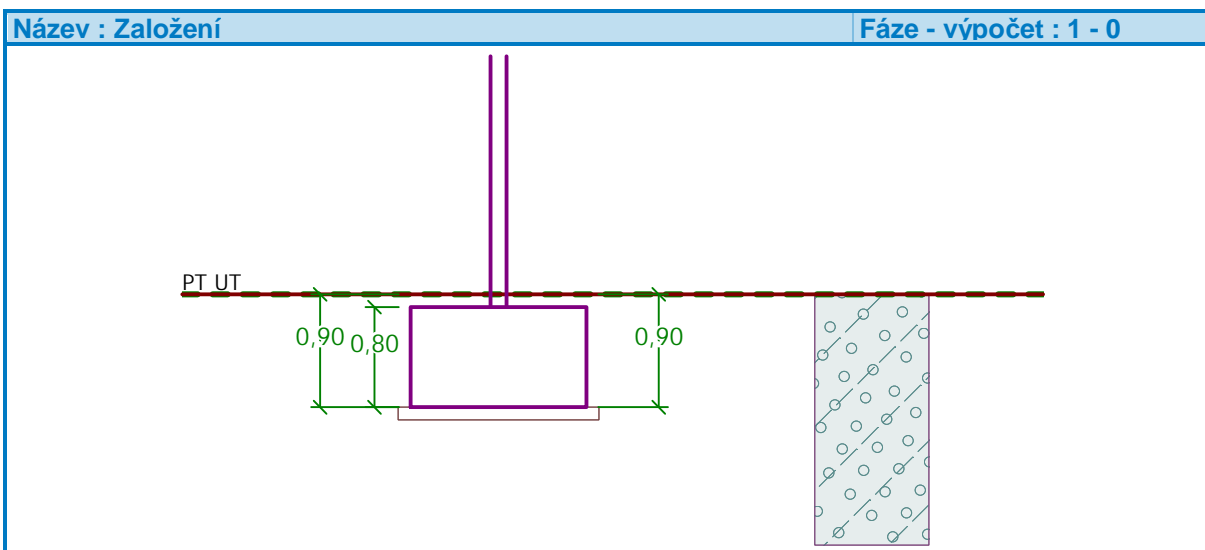 Název : Založení
Fáze - výpočet : 1 - 0
PT UT
0,90
0,80
0,90